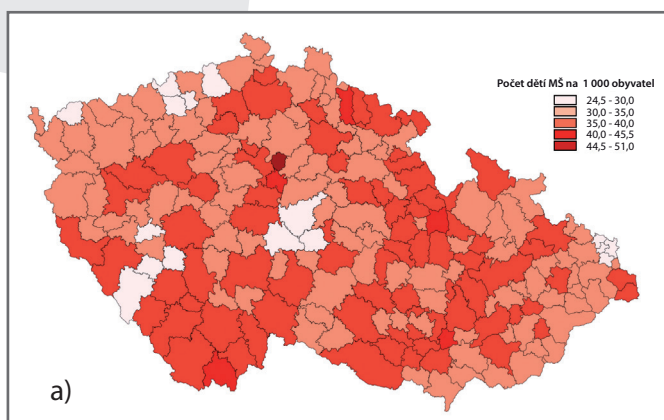 Počet dětí MŠ na 1 000 obyvatel
24,5 - 30,0
30,0 - 35,0
35,0 - 40,0
40,0 - 45,5
44,5 - 51,0
a)